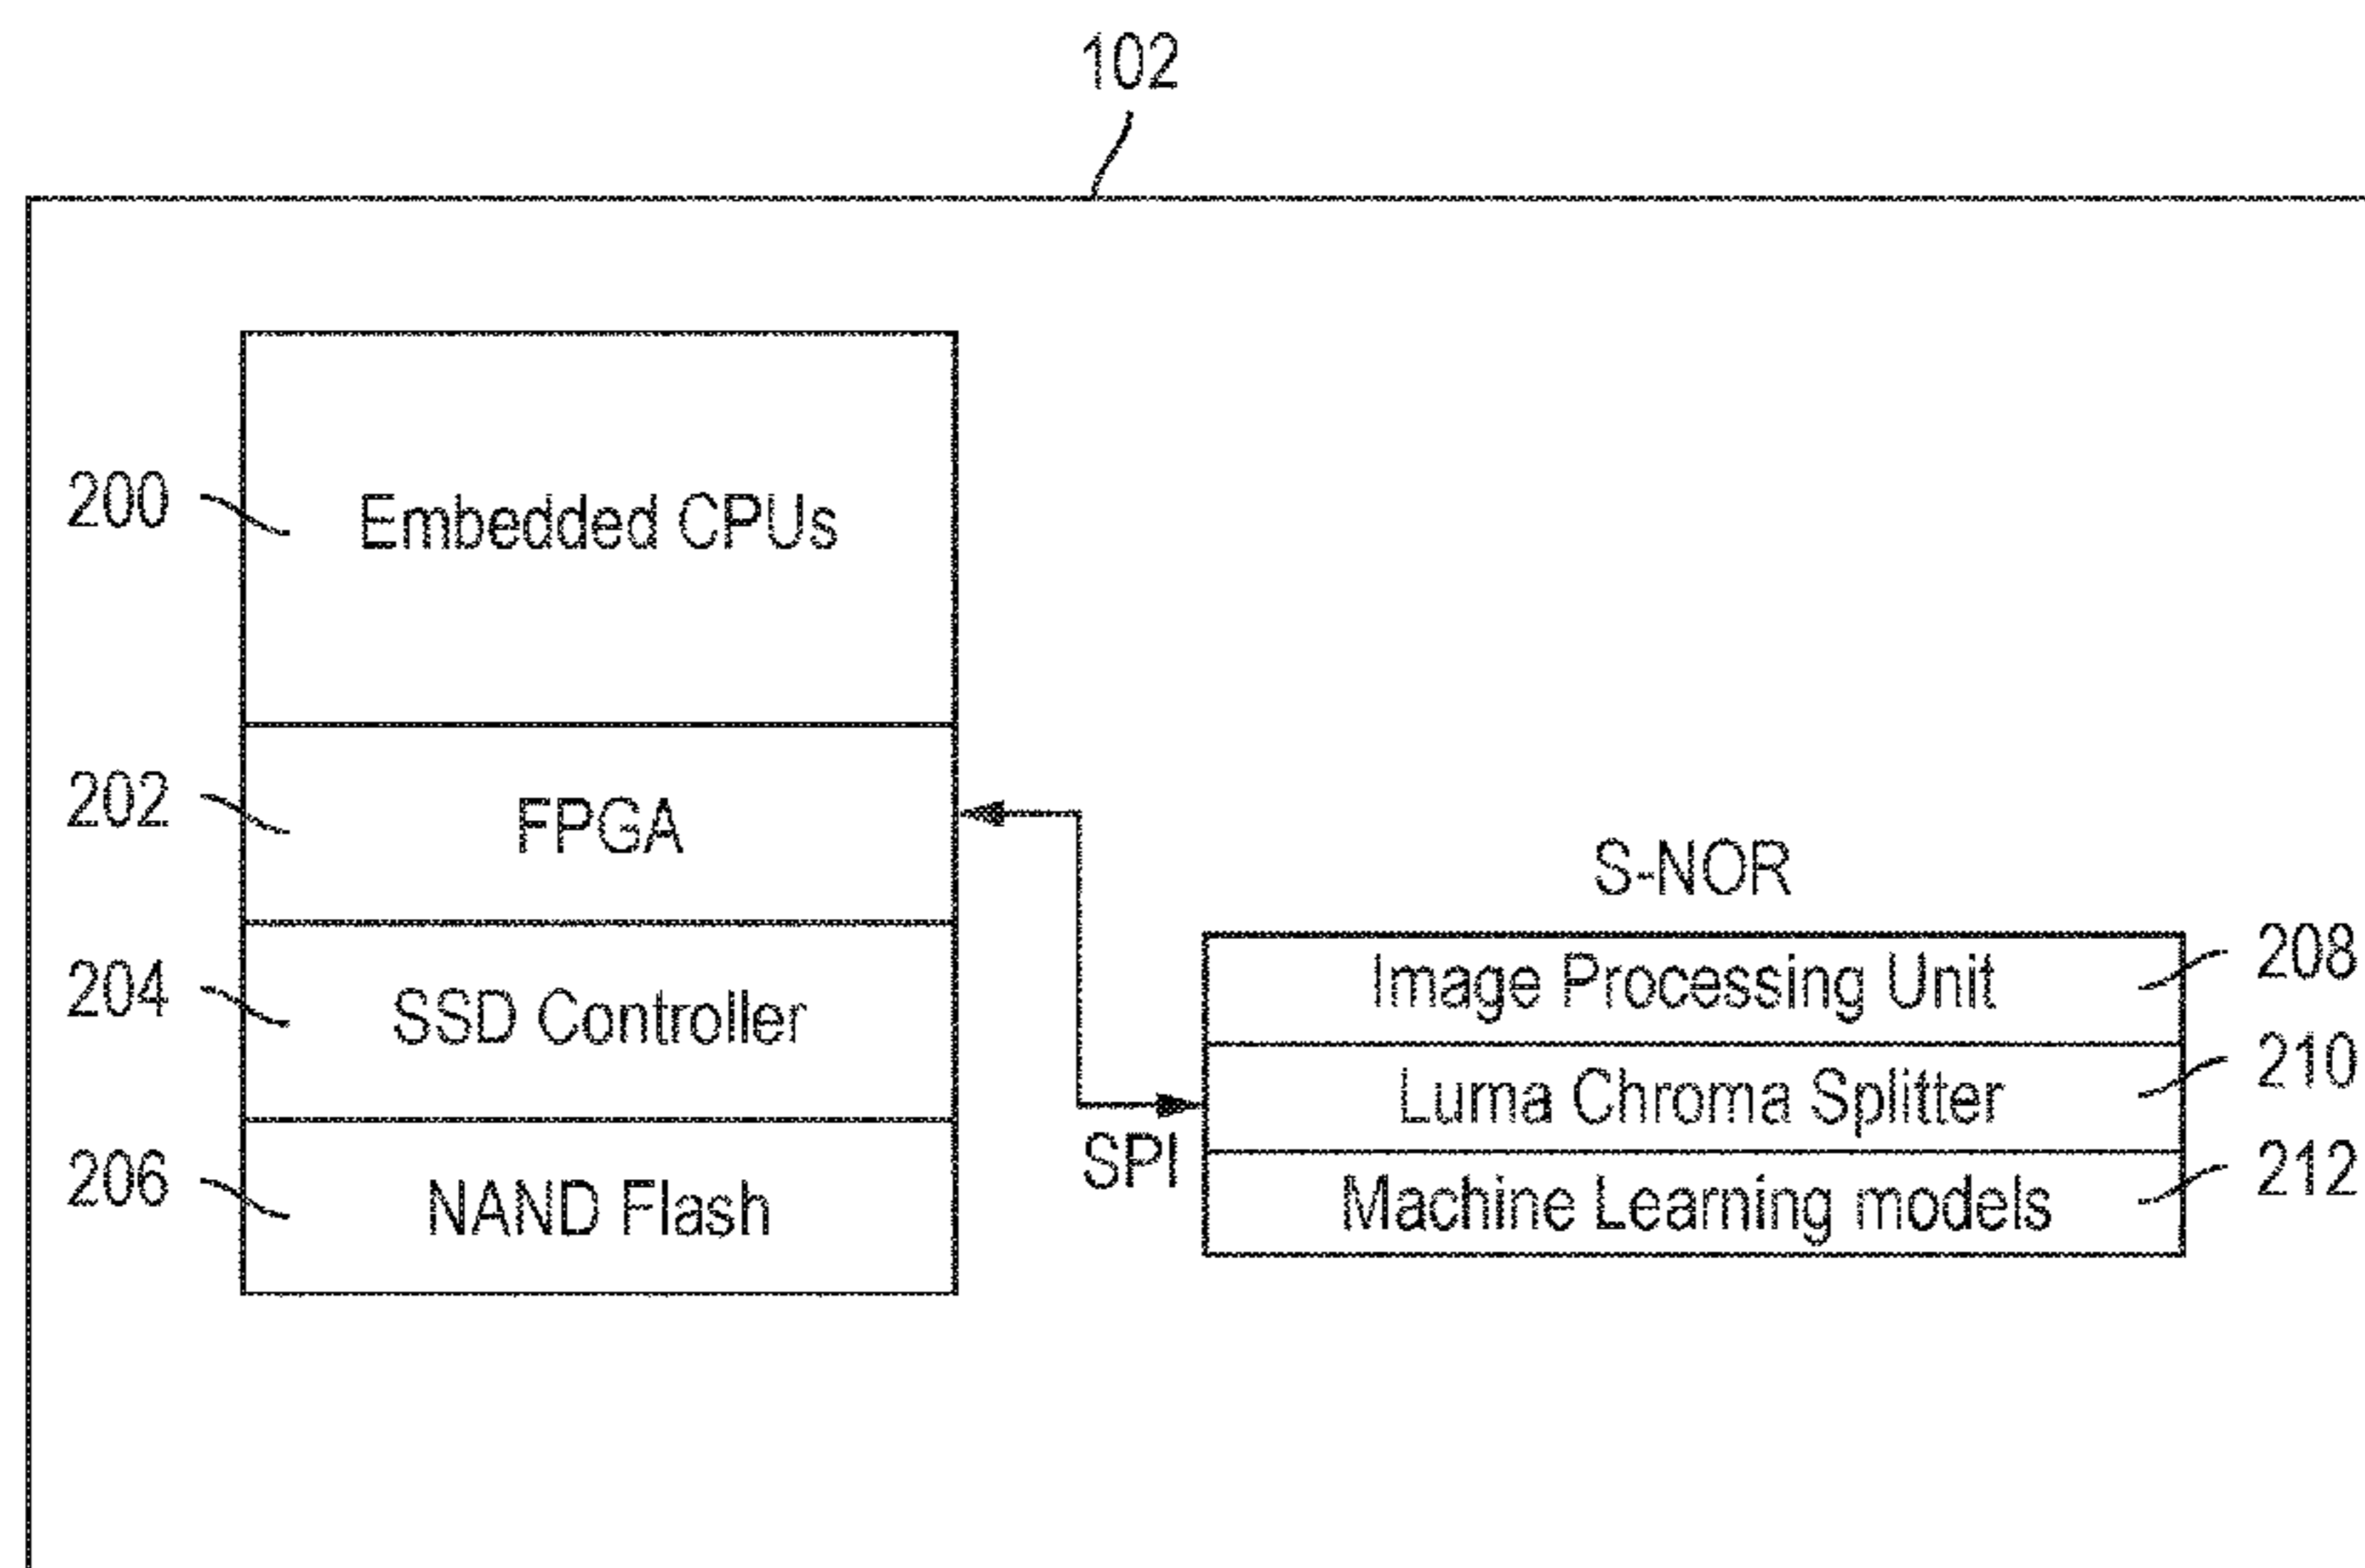 102
200
Embedded CPUs
202
FPGA
S-NOR
208
Image Processing Unit
204
SSD Controller
210
Luma Chroma Splitter
SPI
206
NAND Flash
212
Machine Learning models